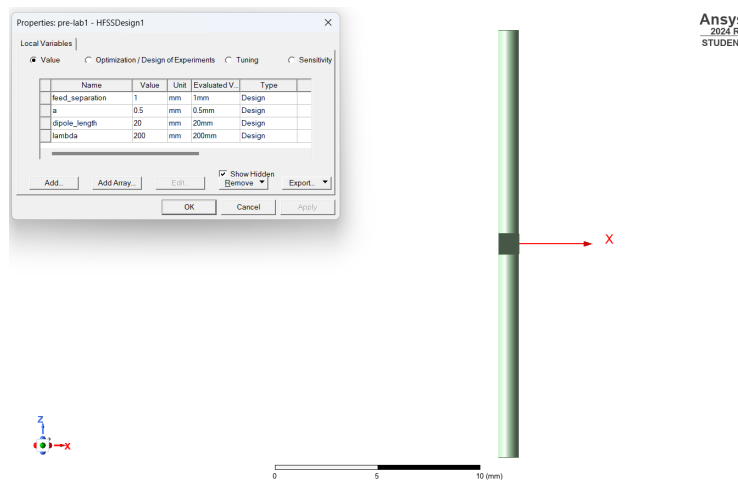 Properties: pre-lab1 - HFSSDesign1
Local Variables
Value Optimization / Design of Experiments Tuning Sensitivity
Name Value Unit Evaluated V... Type
feed_separation 1 mm 1mm Design
a 0.5 mm 0.5mm Design
dipole_length 20 mm 20mm Design
lambda 200 mm 200mm Design
Show Hidden
Add... Add Array... Edit... Remove Export...
OK Cancel Apply
Ansys
2024 R
STUDEN
X
Z
X
0 5 10 (mm)